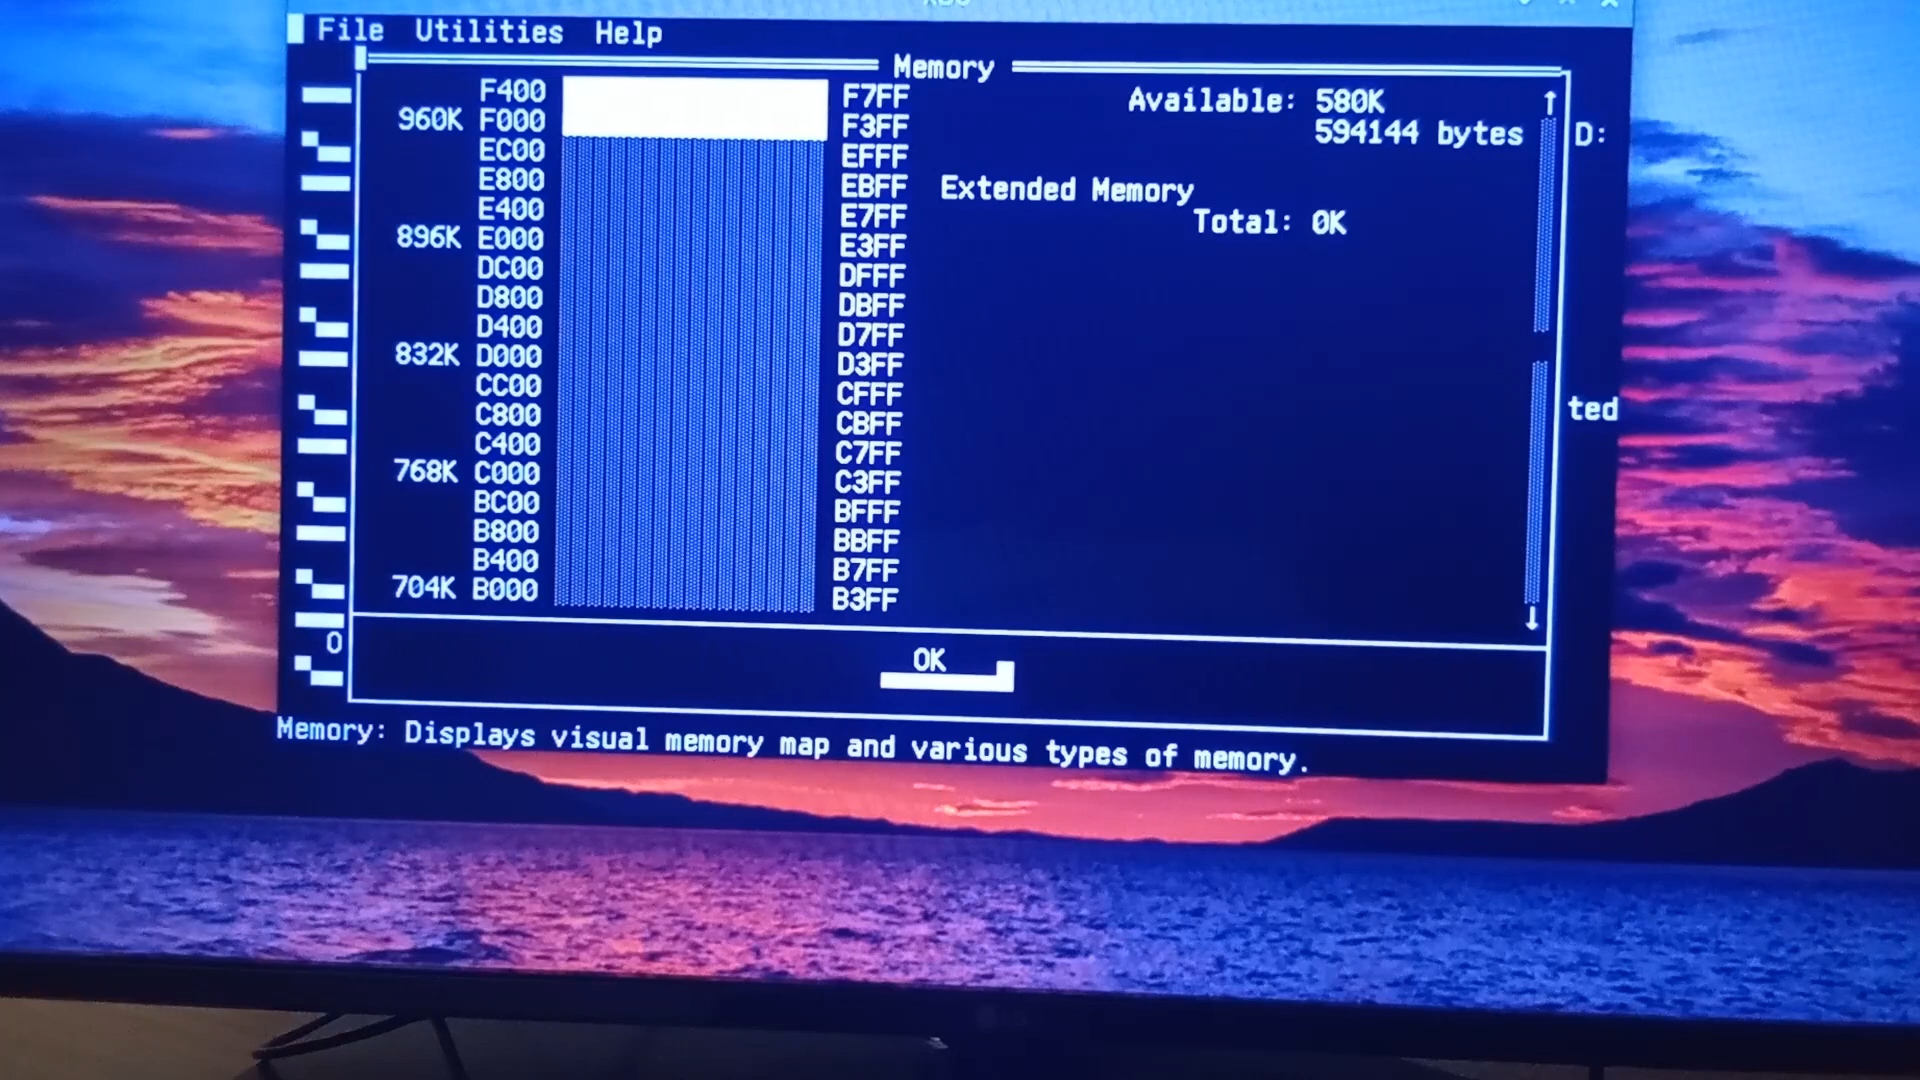 File Utilities Help
Memory
F400 F7FF Available: 580K
960K F000 F3FF 594144 bytes D:
EC00 EFFF
E800 EBFF Extended Memory
E400 E7FF Total: 0K
896K E000 E3FF
DC00 DFFF
D800 DBFF
D400 D7FF
832K D000 D3FF
CC00 CFFF ted
C800 CBFF
C400 C7FF
768K C000 C3FF
BC00 BFFF
B800 BBFF
B400 B7FF
704K B000 B3FF
O
OK
Memory: Displays visual memory map and various types of memory.